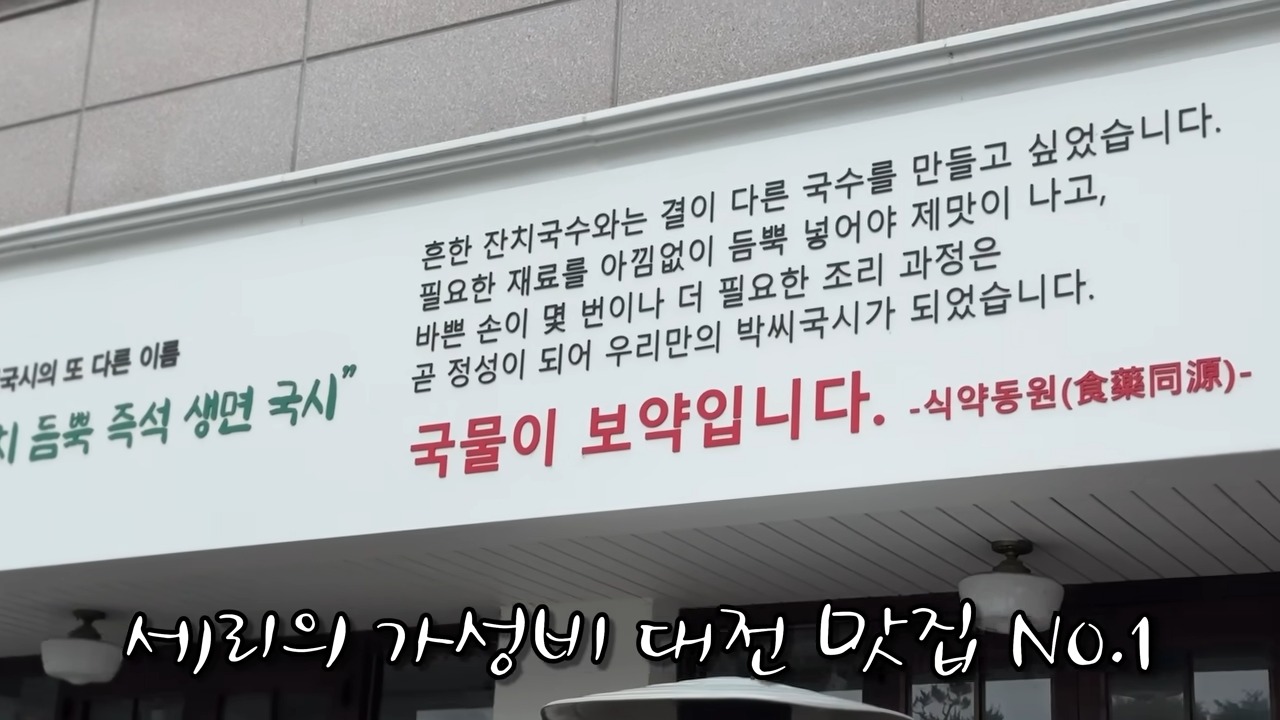 국시의 또 다른 이름
듬뿍 즉석 생면 국시”
흔한 잔치국수와는 결이 다른 국수를 만들고 싶었습니다.
필요한 재료를 아낌없이 듬뿍 넣어야 제맛이 나고,
바쁜 손이 몇 번이나 더 필요한 조리 과정은
곧 정성이 되어 우리만의 박씨국시가 되었습니다.
국물이 보약입니다. -식약동원(食藥同源)-
세리의 가성비 대전 맛집 NO.1